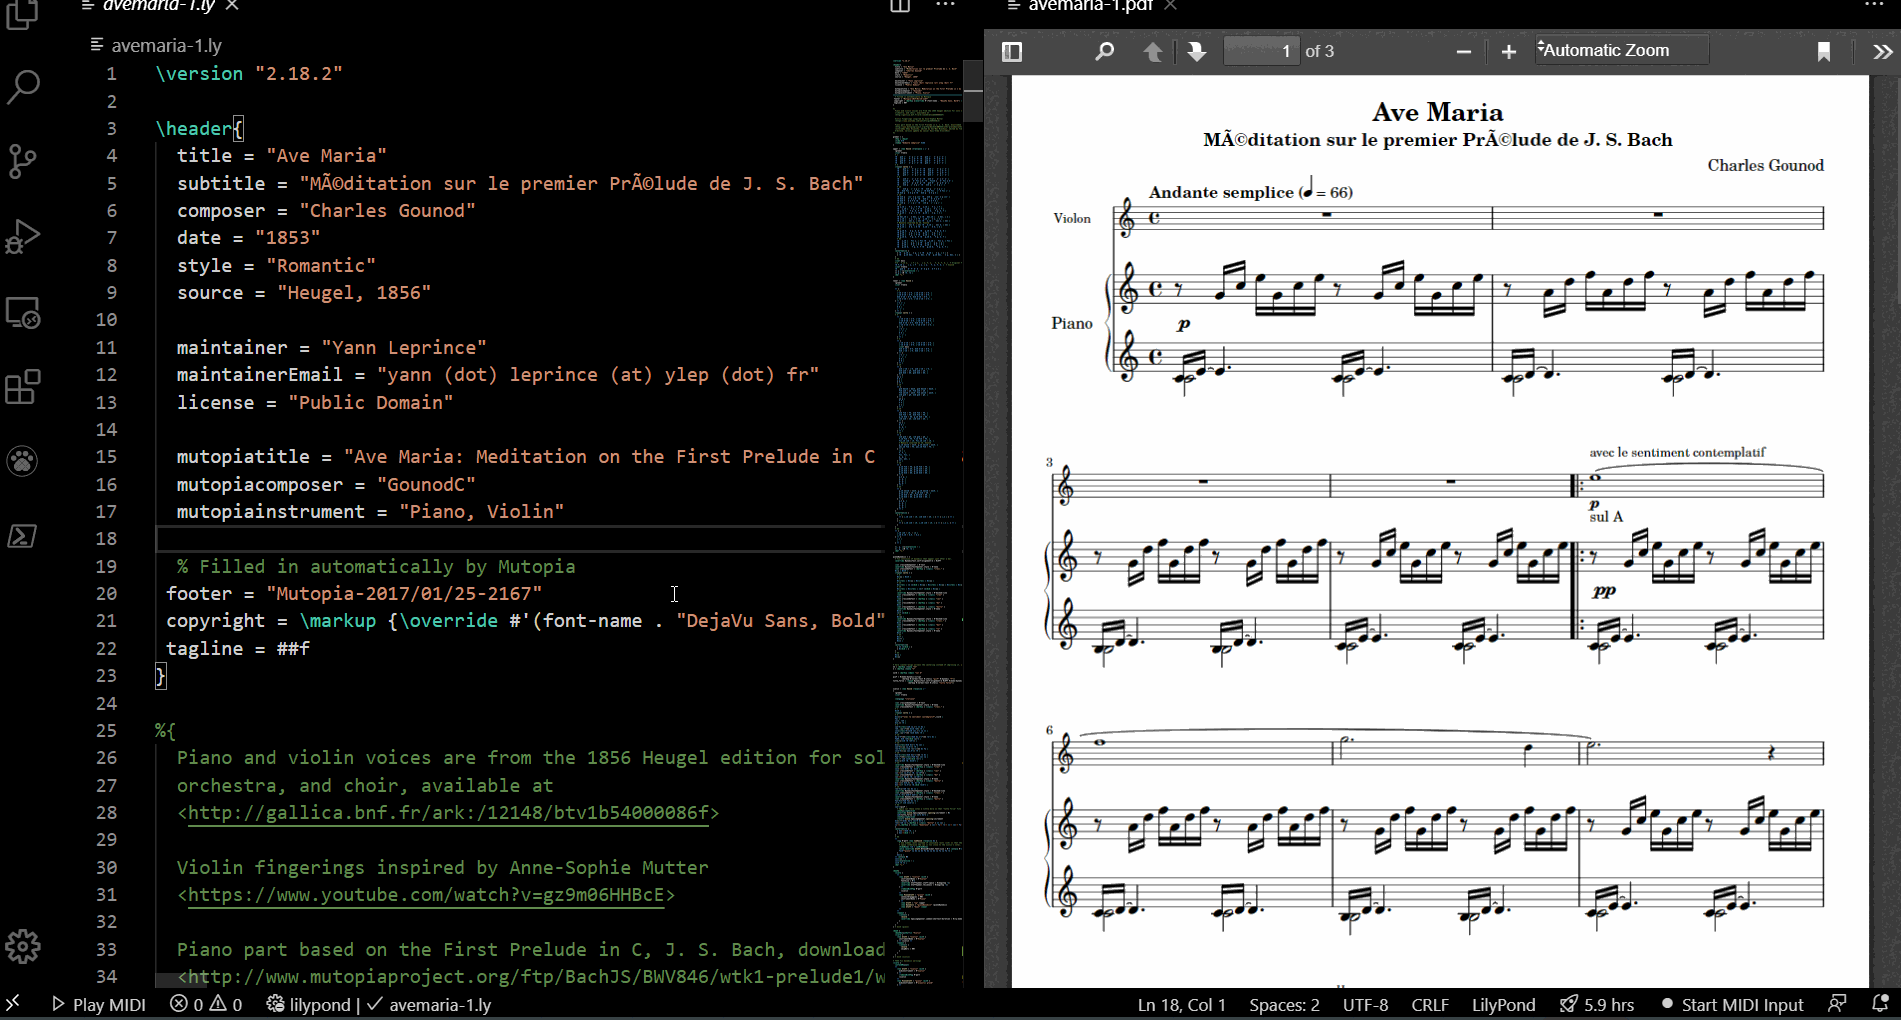 avemaria-1.ly
avemaria-1.ly
1 \version "2.18.2"
2
3 \header{
4 title = "Ave Maria"
5 subtitle = "MÃ©ditation sur le premier PrÃ©lude de J. S. Bach"
6 composer = "Charles Gounod"
7 date = "1853"
8 style = "Romantic"
9 source = "Heugel, 1856"
10
11 maintainer = "Yann Leprince"
12 maintainerEmail = "yann (dot) leprince (at) ylep (dot) fr"
13 license = "Public Domain"
14
15 mutopiatitle = "Ave Maria: Meditation on the First Prelude in C
16 mutopiacomposer = "GounodC"
17 mutopiainstrument = "Piano, Violin"
18
19 % Filled in automatically by Mutopia
20 footer = "Mutopia-2017/01/25-2167"
21 copyright = \markup {\override #'(font-name . "DejaVu Sans, Bold"
22 tagline = ##f
23 }
24
25 %{
26 Piano and violin voices are from the 1856 Heugel edition for sol
27 orchestra, and choir, available at
28 <http://gallica.bnf.fr/ark:/12148/btv1b54000086f>
29
30 Violin fingerings inspired by Anne-Sophie Mutter
31 <https://www.youtube.com/watch?v=gz9m06HHBcE>
32
33 Piano part based on the First Prelude in C, J. S. Bach, download
34 <http://www.mutopiaproject.org/ftp/BachJS/BWV846/wtk1-prelude1/w
avemaria-1.pdf
1 of 3
Automatic Zoom
Ave Maria
MÃ©ditation sur le premier PrÃ©lude de J. S. Bach
Charles Gounod
Andante semplice (♩ = 66)
Violon
Piano
p
3
avec le sentiment contemplatif
p
sul A
pp
6
Play MIDI
0
0
lilypond | ✓ avemaria-1.ly
Ln 18, Col 1
Spaces: 2
UTF-8
CRLF
LilyPond
5.9 hrs
Start MIDI Input